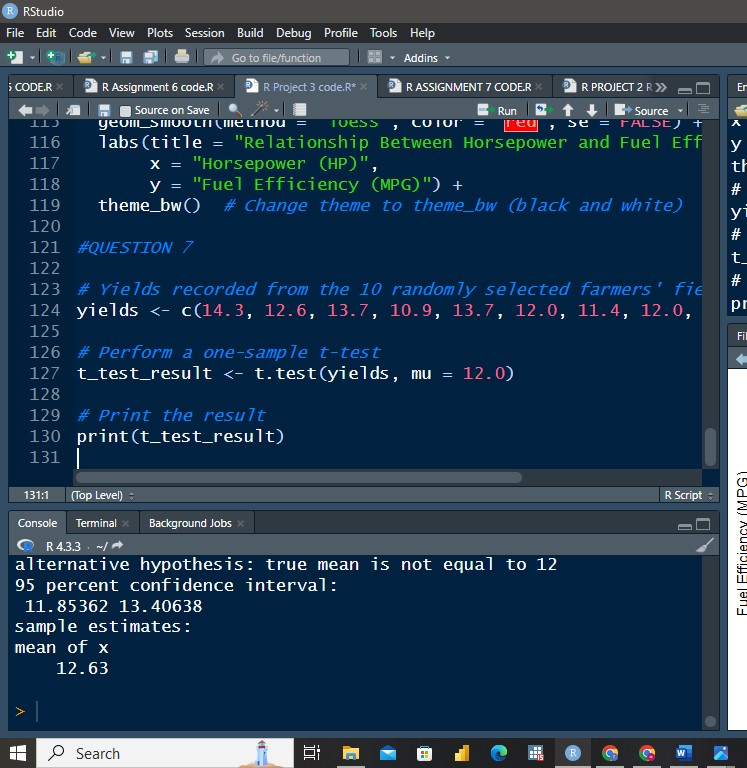 RStudio
File Edit Code View Plots Session Build Debug Profile Tools Help
Go to file/function Addins
5 CODE.R R Assignment 6 code.R R Project 3 code.R* R ASSIGNMENT 7 CODE.R R PROJECT 2 R
Source on Save Run Source
115 geom_smooth(method = "loess", color = "red", se = FALSE) +
116 labs(title = "Relationship Between Horsepower and Fuel Eff
117 x = "Horsepower (HP)",
118 y = "Fuel Efficiency (MPG)") +
119 theme_bw() # Change theme to theme_bw (black and white)
120
121 #QUESTION 7
122
123 # Yields recorded from the 10 randomly selected farmers' fie
124 yields <- c(14.3, 12.6, 13.7, 10.9, 13.7, 12.0, 11.4, 12.0,
125
126 # Perform a one-sample t-test
127 t_test_result <- t.test(yields, mu = 12.0)
128
129 # Print the result
130 print(t_test_result)
131
131:1 (Top Level) R Script
Console Terminal Background Jobs
R 4.3.3 · ~/
alternative hypothesis: true mean is not equal to 12
95 percent confidence interval:
11.85362 13.40638
sample estimates:
mean of x
12.63
>
En
x
y
th
#
yi
#
t_
#
pr
Fil
Fuel Efficiency (MPG)
Search